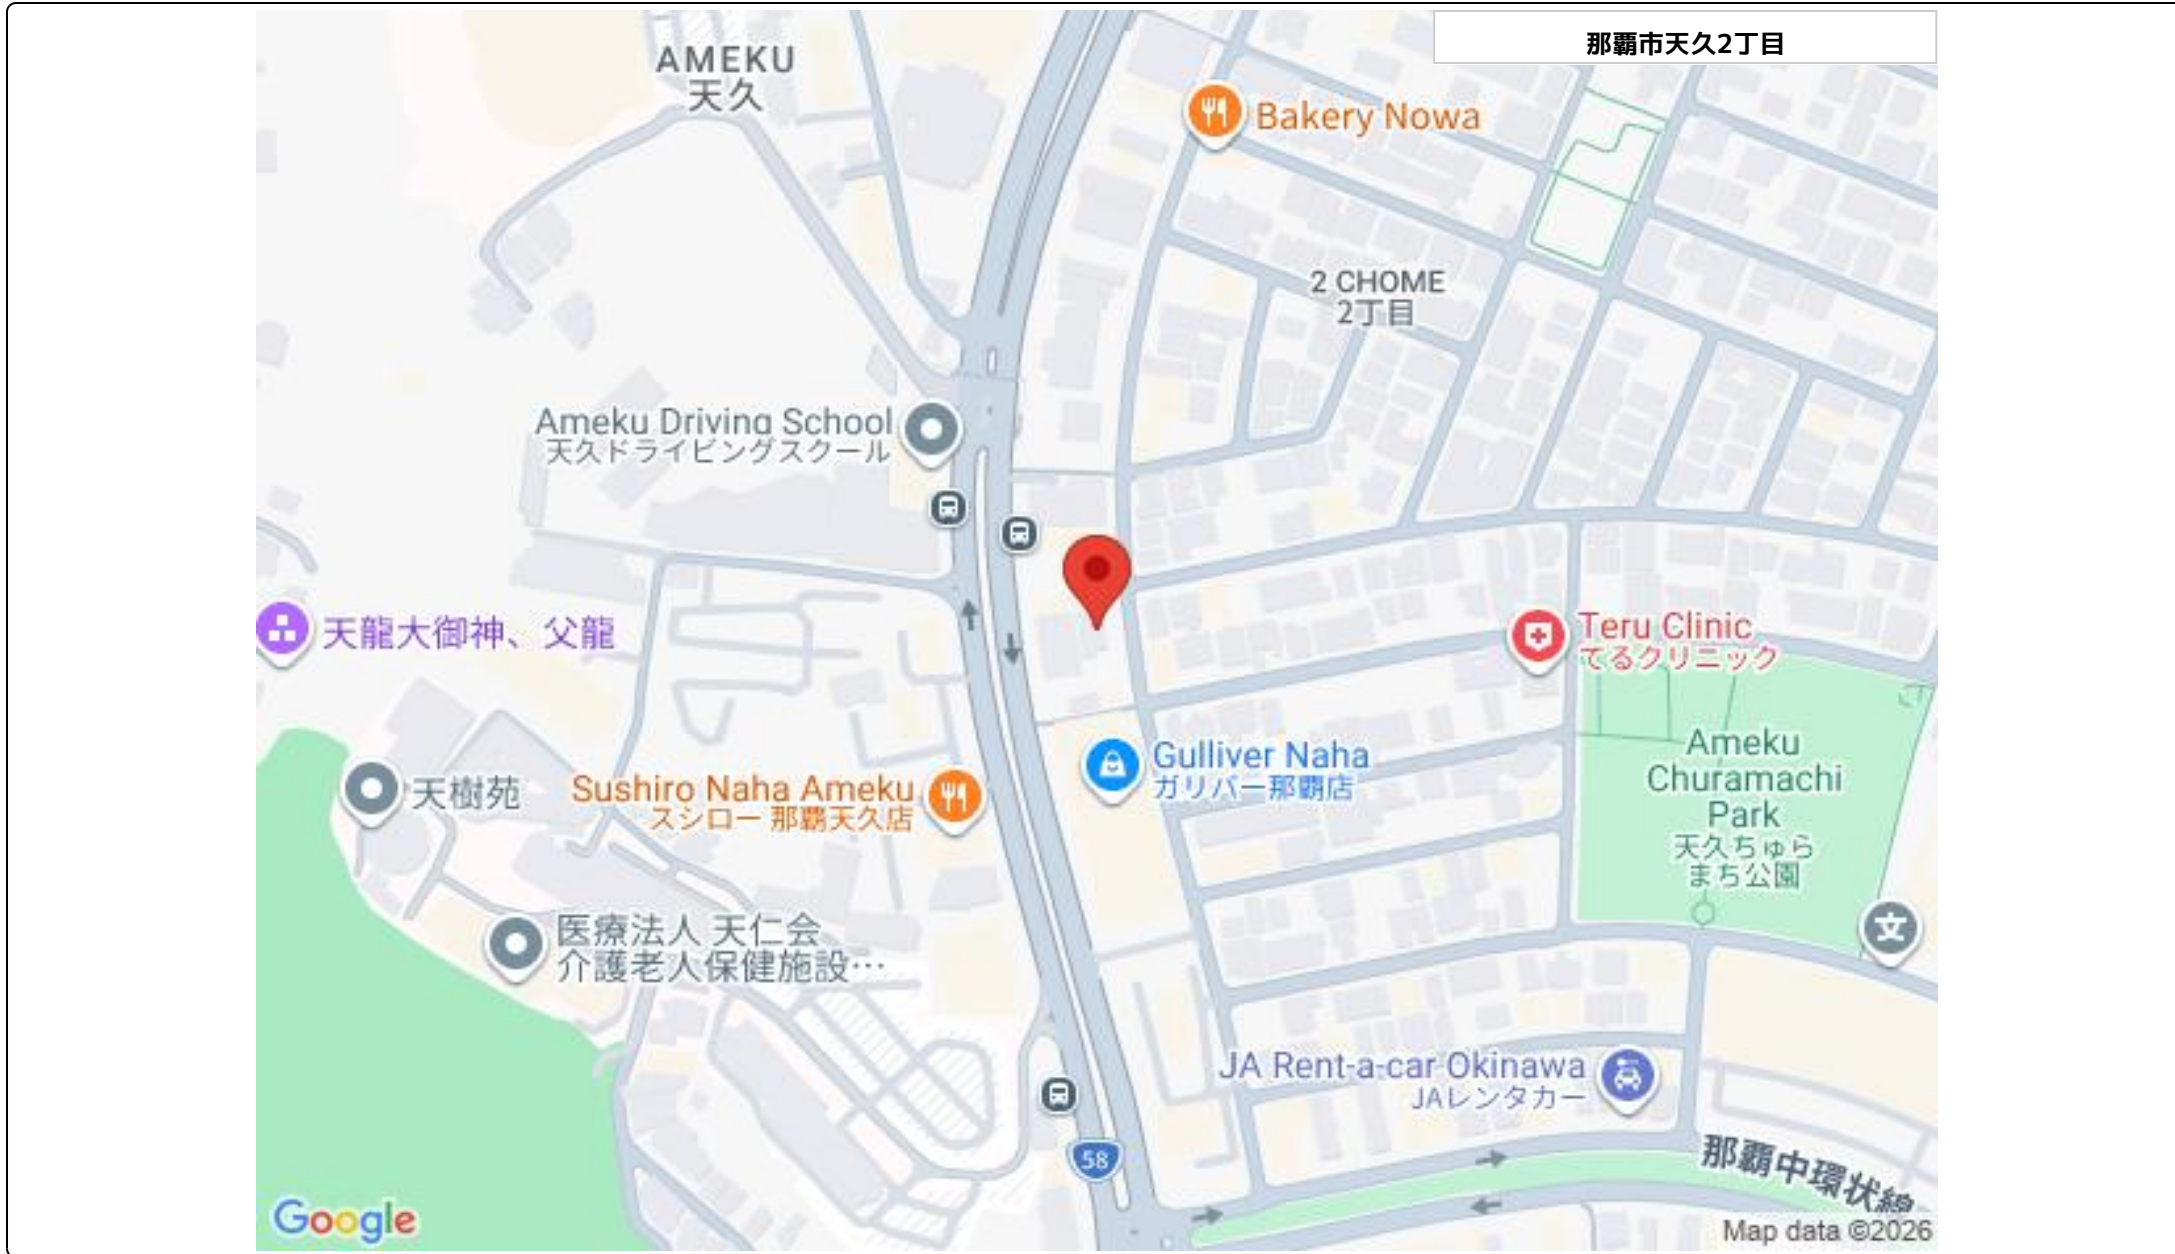 那覇市天久2丁目
AMEKU
天久
Bakery Nowa
2 CHOME
2丁目
Ameku Driving School
天久ドライビングスクール
天龍大御神、父龍
Teru Clinic
てるクリニック
Gulliver Naha
ガリバー那覇店
Ameku
Churamachi
Park
天久ちゅら
まち公園
天樹苑
Sushiro Naha Ameku
スシロー 那覇天久店
文
医療法人 天仁会
介護老人保健施設…
JA Rent-a-car Okinawa
JAレンタカー
58
那覇中環状線
Google
Map data ©2026